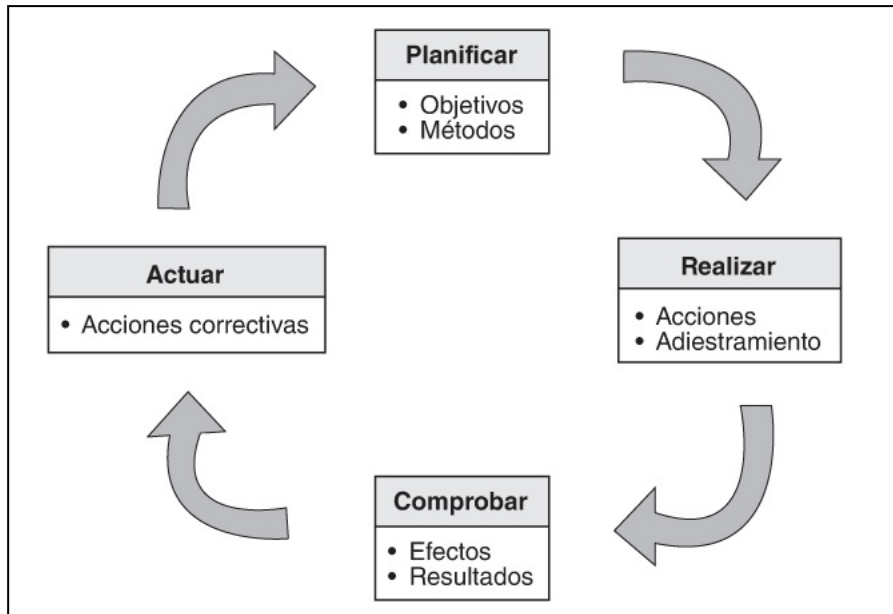 Planificar
• Objetivos
• Métodos
Realizar
• Acciones
• Adiestramiento
Comprobar
• Efectos
• Resultados
Actuar
• Acciones correctivas